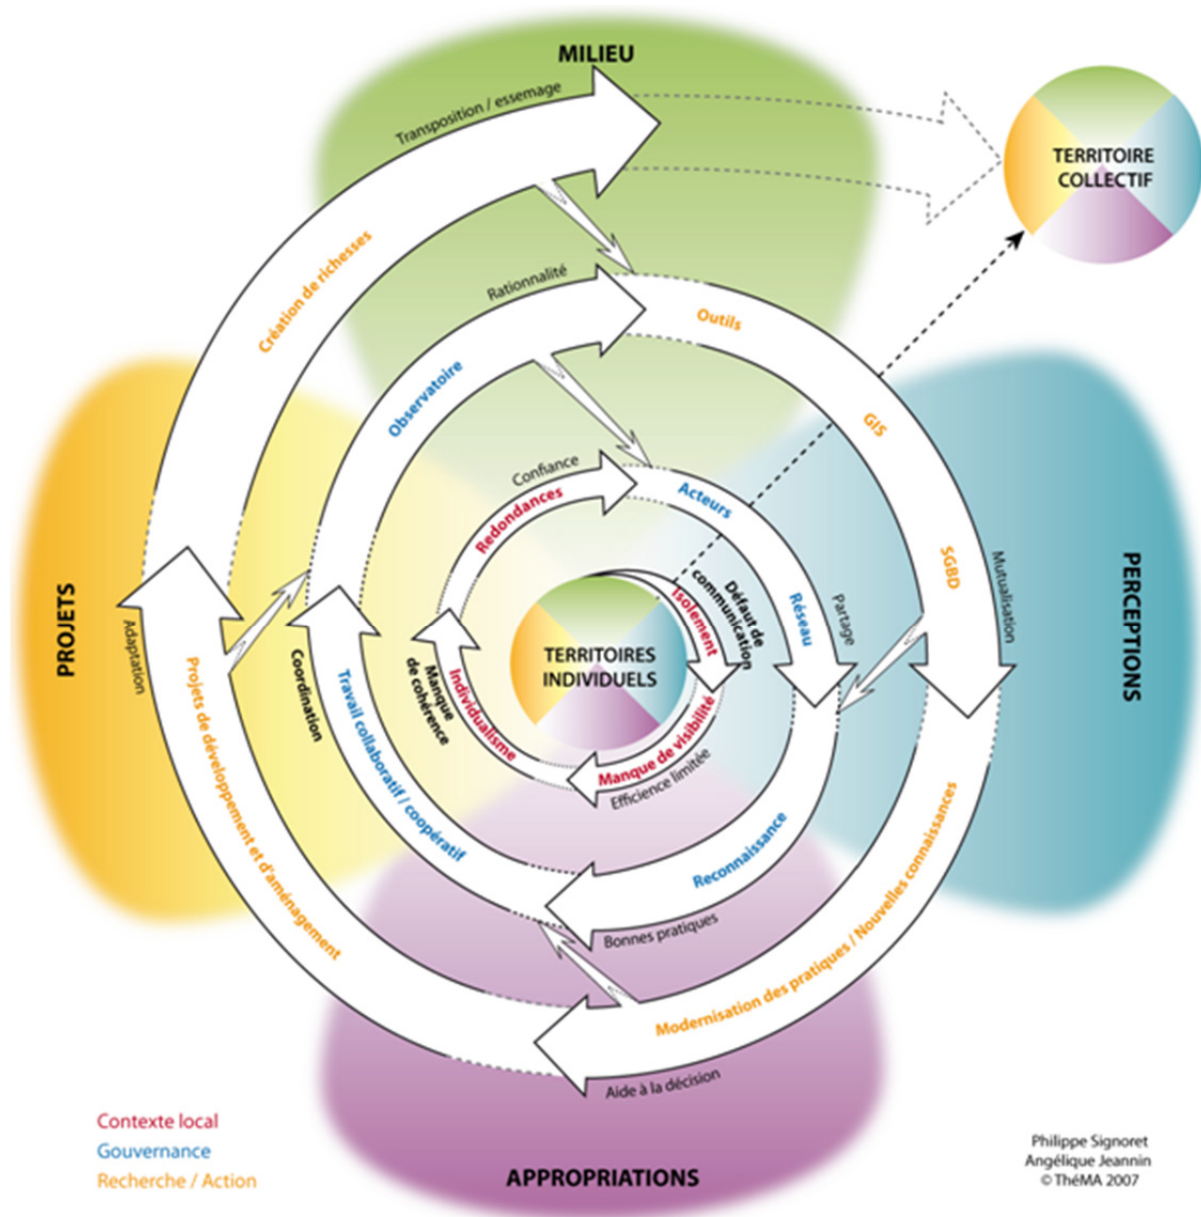 MILIEU
Transposition / essemage
TERRITOIRE
COLLECTIF
Création de richesses
Rationnalité
Outils
Observatoire
GIS
Confiance
Redondances
Acteurs
SGBD
Mutualisation
Défaut de
communication
Isolement
Réseau
Partage
PROJETS
PERCEPTIONS
Adaptation
TERRITOIRES
INDIVIDUELS
Coordination
Projets de développement et d'aménagement
Travail collaboratif / coopératif
Manque
de cohérence
Individualisme
Manque de visibilité
Efficience limitée
Reconnaissance
Bonnes pratiques
Modernisation des pratiques / Nouvelles connaissances
Aide à la décision
APPROPRIATIONS
Contexte local
Gouvernance
Recherche / Action
Philippe Signoret
Angélique Jeannin
© ThéMA 2007